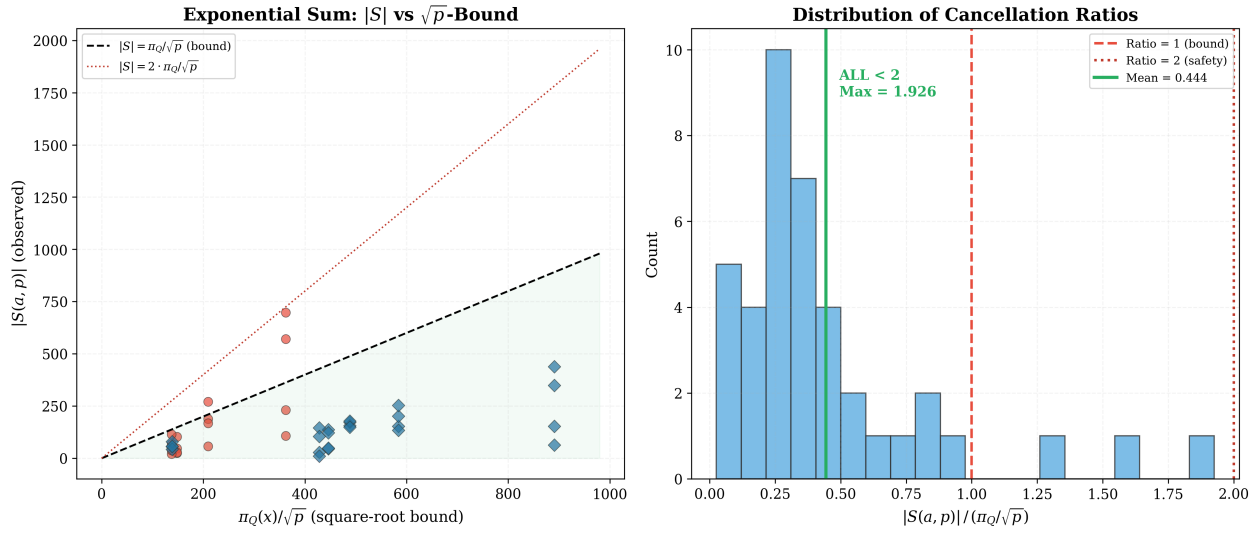 Exponential Sum: |S| vs √p-Bound
|S| = π_Q/√p (bound)
|S| = 2 · π_Q/√p
2000
1750
1500
1250
1000
750
500
250
0
|S(a, p)| (observed)
0 200 400 600 800 1000
π_Q(x)/√p (square-root bound)
Distribution of Cancellation Ratios
Ratio = 1 (bound)
Ratio = 2 (safety)
Mean = 0.444
ALL < 2
Max = 1.926
10
8
6
4
2
0
Count
0.00 0.25 0.50 0.75 1.00 1.25 1.50 1.75 2.00
|S(a, p)| / (π_Q/√p)